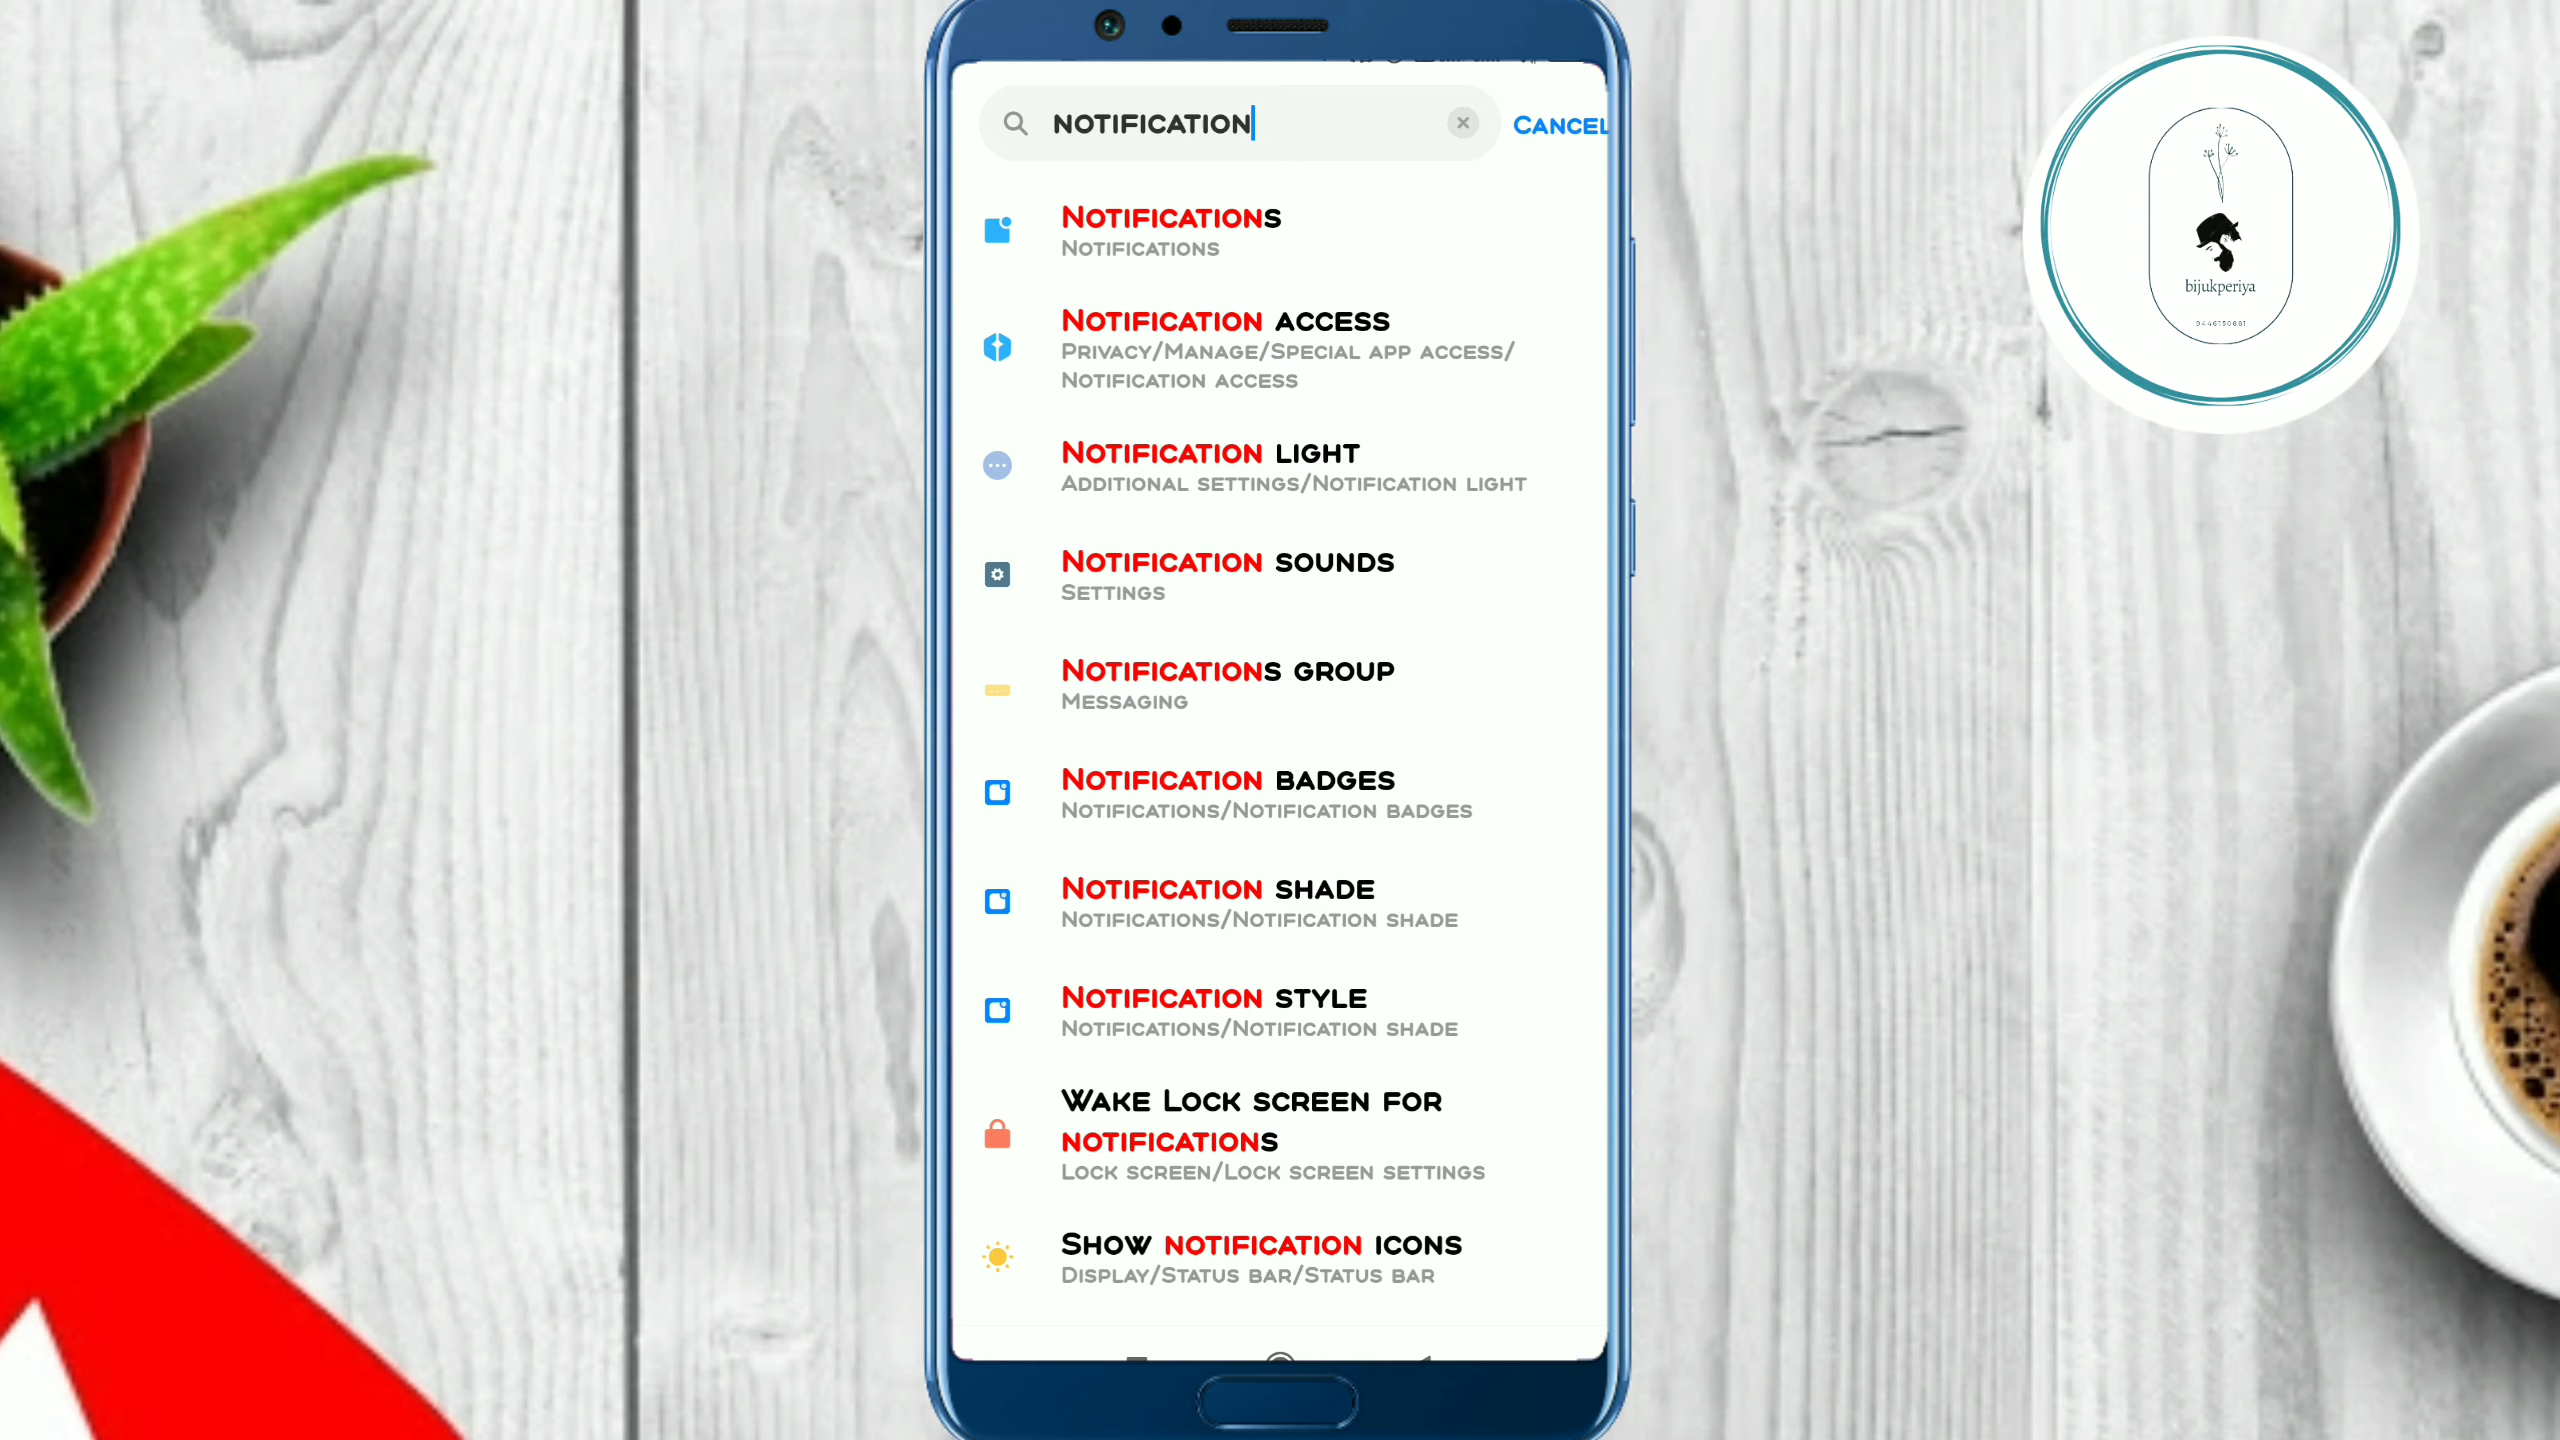 NOTIFICATION
CANCEL
NOTIFICATIONS
NOTIFICATIONS
NOTIFICATION ACCESS
PRIVACY/MANAGE/SPECIAL APP ACCESS/
NOTIFICATION ACCESS
NOTIFICATION LIGHT
ADDITIONAL SETTINGS/NOTIFICATION LIGHT
NOTIFICATION SOUNDS
SETTINGS
NOTIFICATIONS GROUP
MESSAGING
NOTIFICATION BADGES
NOTIFICATIONS/NOTIFICATION BADGES
NOTIFICATION SHADE
NOTIFICATIONS/NOTIFICATION SHADE
NOTIFICATION STYLE
NOTIFICATIONS/NOTIFICATION SHADE
WAKE LOCK SCREEN FOR
NOTIFICATIONS
LOCK SCREEN/LOCK SCREEN SETTINGS
SHOW NOTIFICATION ICONS
DISPLAY/STATUS BAR/STATUS BAR
bijukperiya